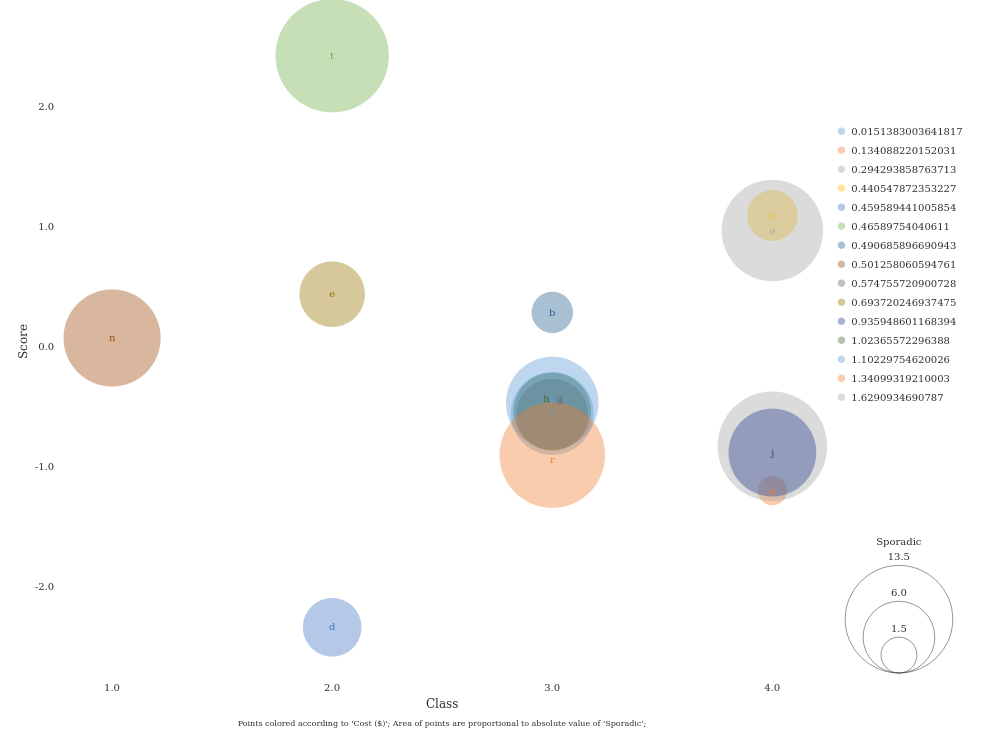 t
2.0
0.0151383003641817
0.134088220152031
0.294293858763713
0.440547872353227
0.459589441005854
1.0
o
0.46589754040611
0.490685896690943
0.501258060594761
0.574755720900728
e
0.693720246937475
b
0.935948601168394
n
Score
0.0
1.02365572296388
1.10229754620026
1.34099319210003
h g
1.6290934690787
r
j
-1.0
Sporadic
13.5
-2.0
6.0
d
1.5
1.0 2.0 3.0 4.0
Class
Points colored according to 'Cost ($)'; Area of points are proportional to absolute value of 'Sporadic';